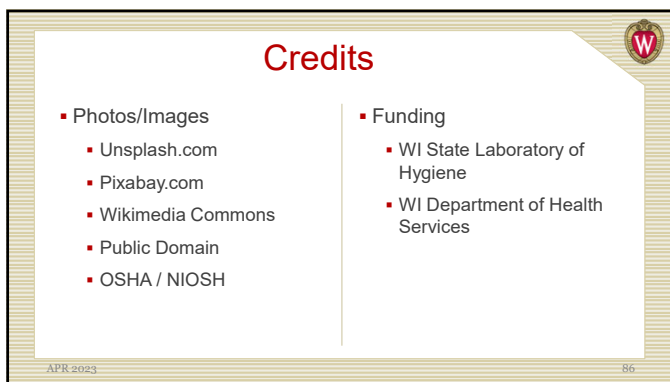 Credits
W
▪ Photos/Images
▪ Unsplash.com
▪ Pixabay.com
▪ Wikimedia Commons
▪ Public Domain
▪ OSHA / NIOSH
▪ Funding
▪ WI State Laboratory of
Hygiene
▪ WI Department of Health
Services
APR 2023
86